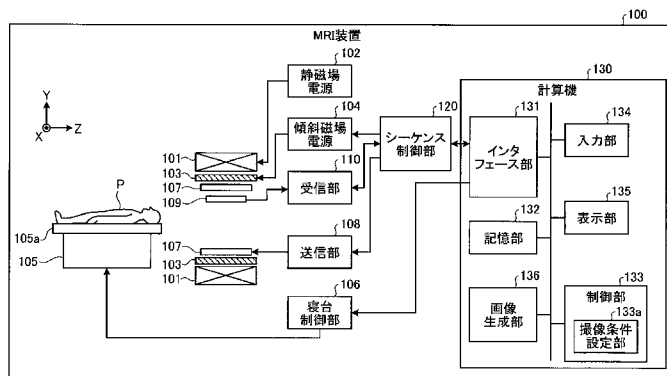 100
MRI装置
102
静磁場
電源
104
傾斜磁場
電源
120
シーケンス
制御部
130
計算機
131
インタ
フェース部
134
入力部
Y
X
Z
101
103
107
109
110
受信部
132
記憶部
135
表示部
P
105a
105
107
103
101
108
送信部
106
寝台
制御部
136
画像
生成部
133
制御部
133a
撮像条件
設定部